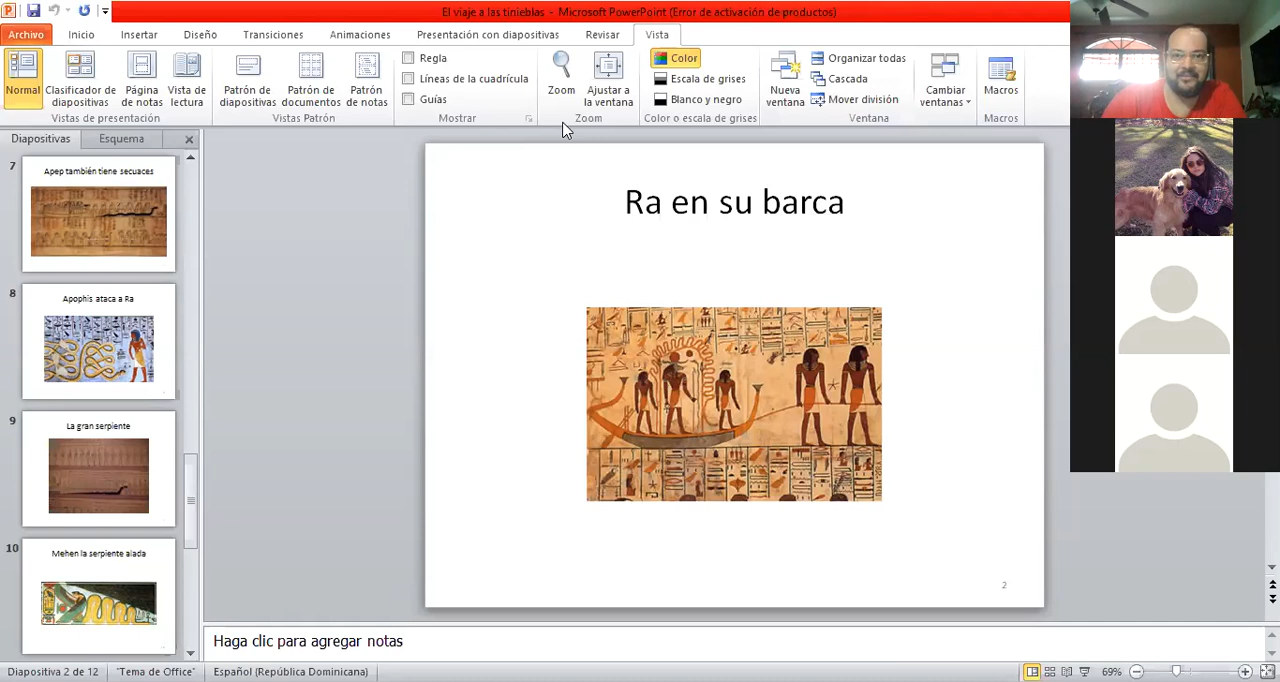 El viaje a las tinieblas - Microsoft PowerPoint (Error de activación de productos)
Archivo Inicio Insertar Diseño Transiciones Animaciones Presentación con diapositivas Revisar Vista
Normal
Clasificador de diapositivas
Página de notas
Vista de lectura
Vistas de presentación
Patrón de diapositivas
Patrón de documentos
Patrón de notas
Vistas Patrón
Regla
Líneas de la cuadrícula
Guías
Mostrar
Zoom
Ajustar a la ventana
Zoom
Color
Escala de grises
Blanco y negro
Color o escala de grises
Nueva ventana
Organizar todas
Cascada
Mover división
Cambiar ventanas
Ventana
Macros
Macros
Diapositivas Esquema
7
Apep también tiene secuaces
8
Apophis ataca a Ra
9
La gran serpiente
10
Mehen la serpiente alada
Ra en su barca
2
Haga clic para agregar notas
Diapositiva 2 de 12 "Tema de Office" Español (República Dominicana) 69%